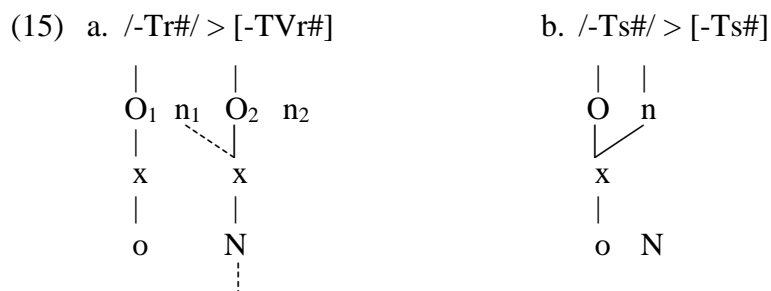 (15) a. /-Tr#/ > [-TVr#] b. /-Ts#/ > [-Ts#]
O₁ n₁ O₂ n₂ O n
x x x
o N o N